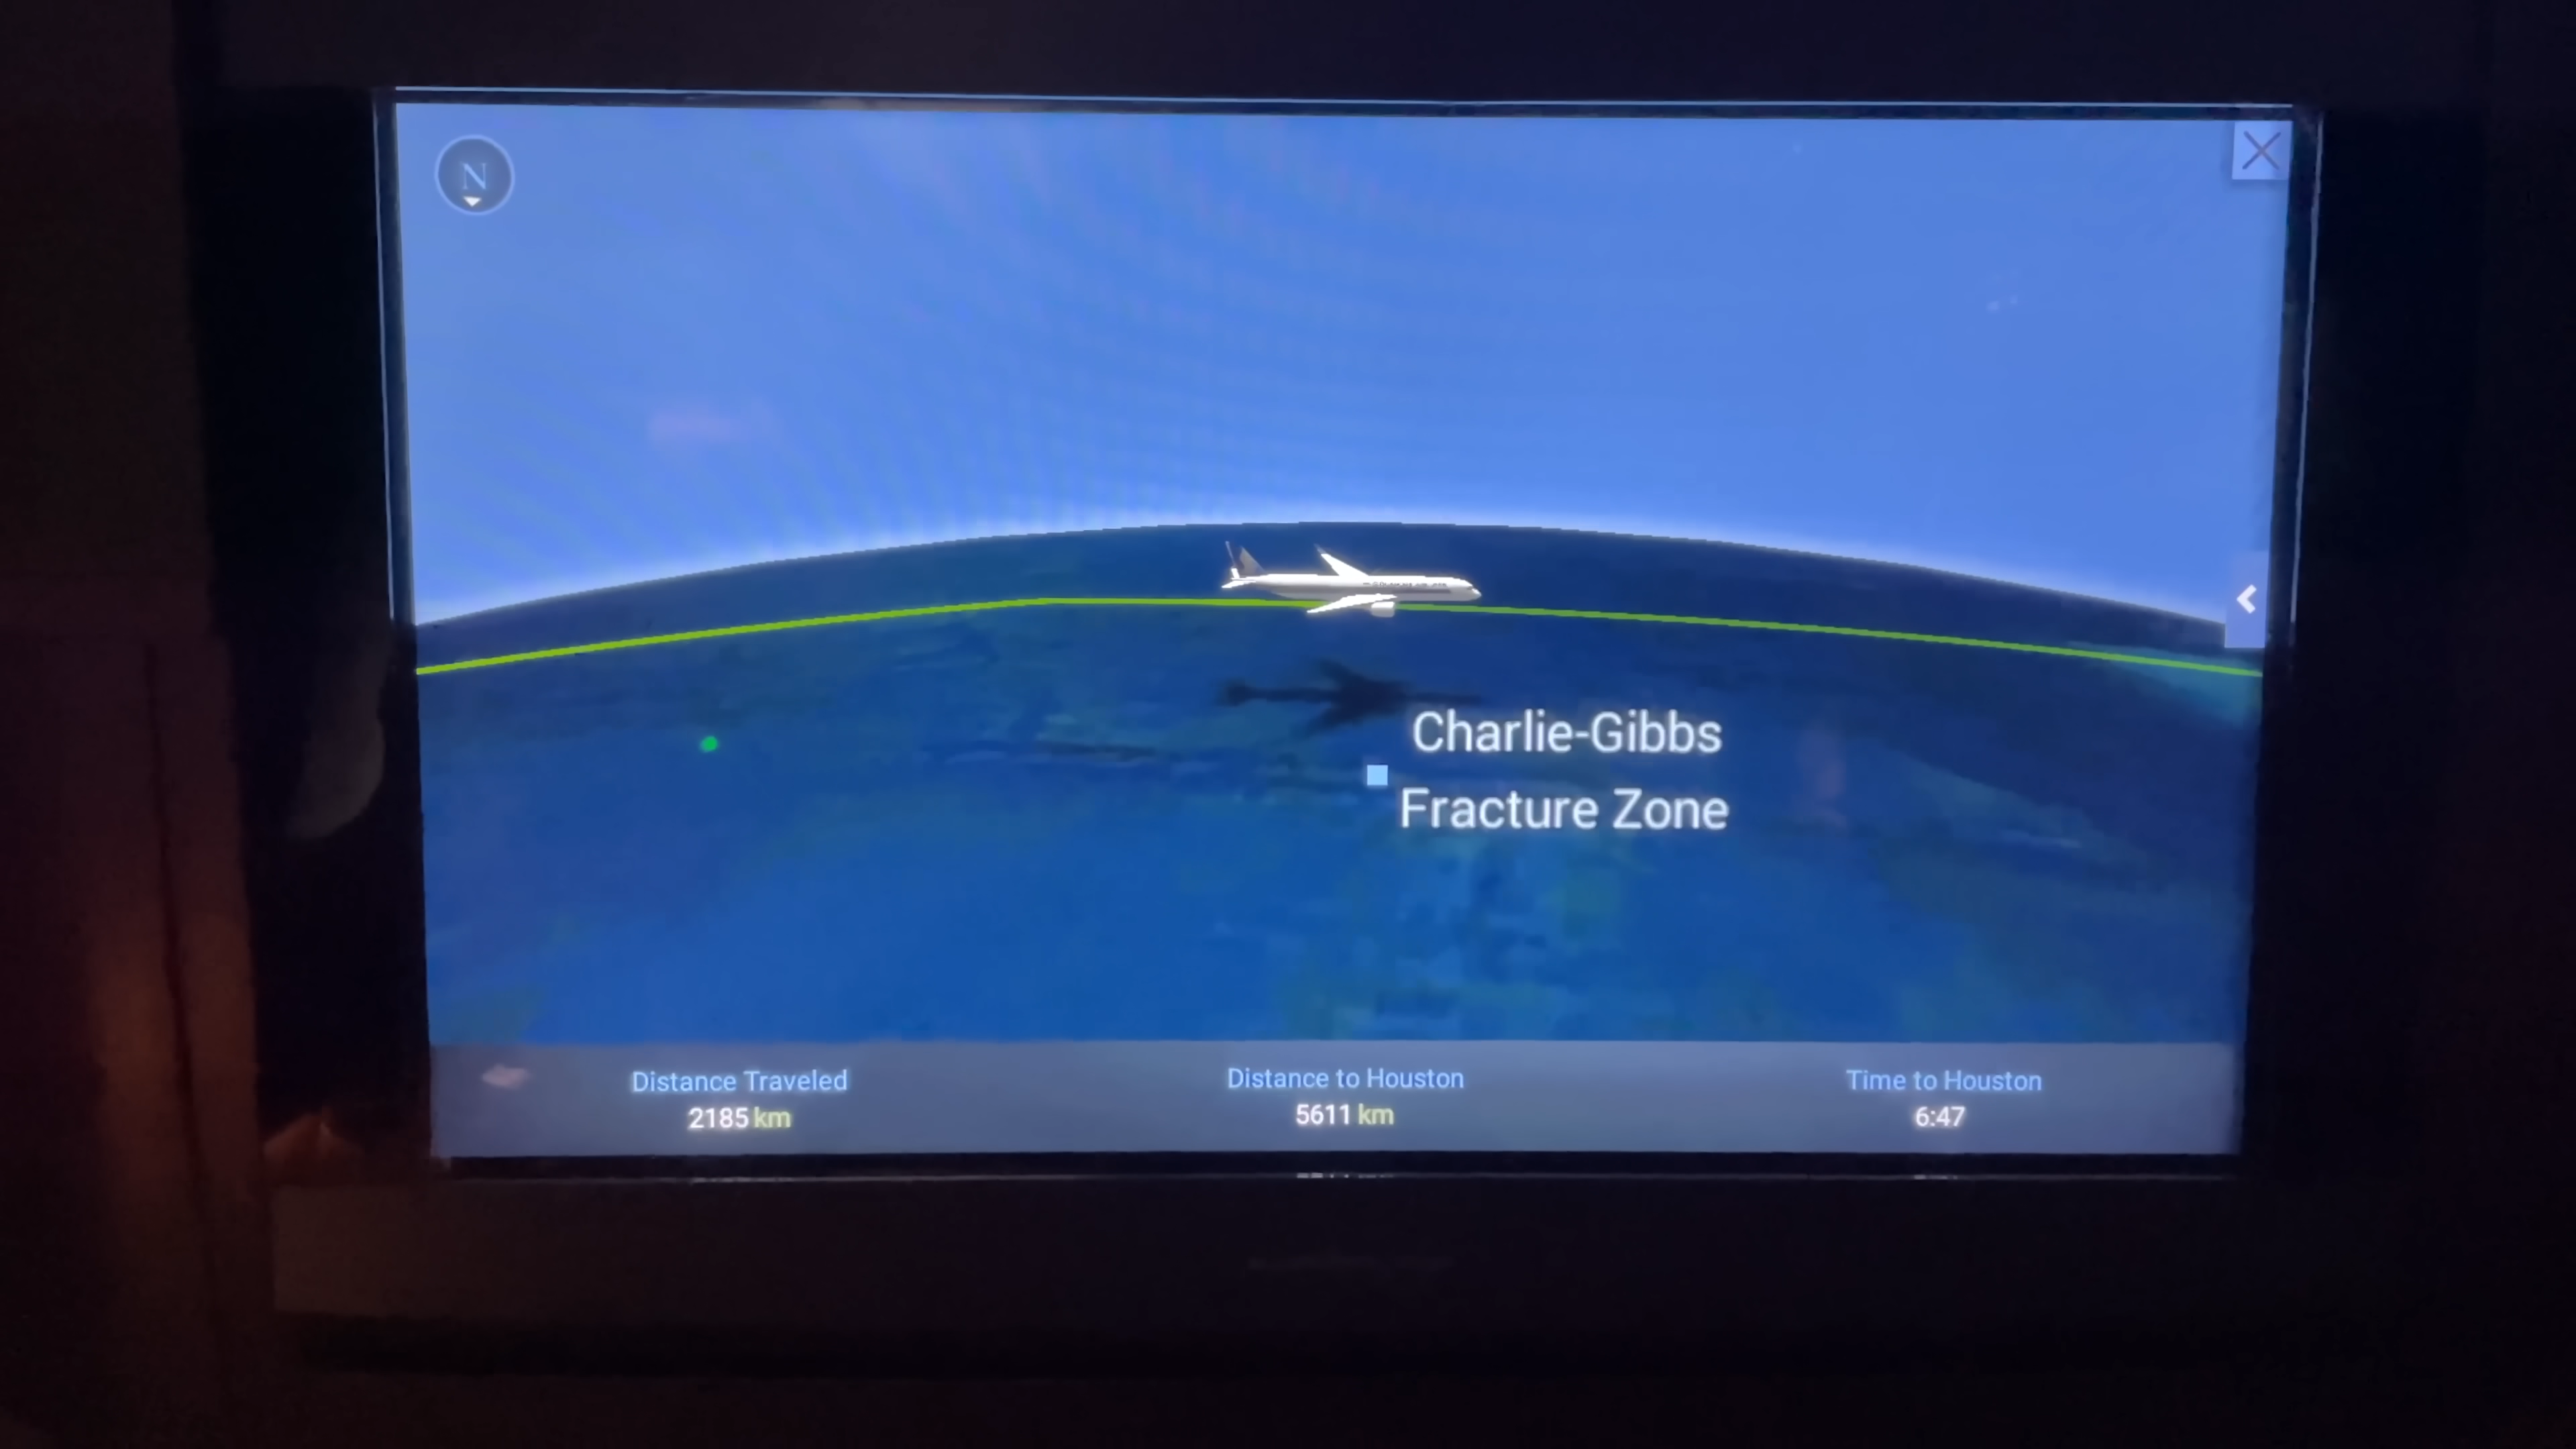 N
Charlie-Gibbs
Fracture Zone
Distance Traveled
2185 km
Distance to Houston
5611 km
Time to Houston
6:47